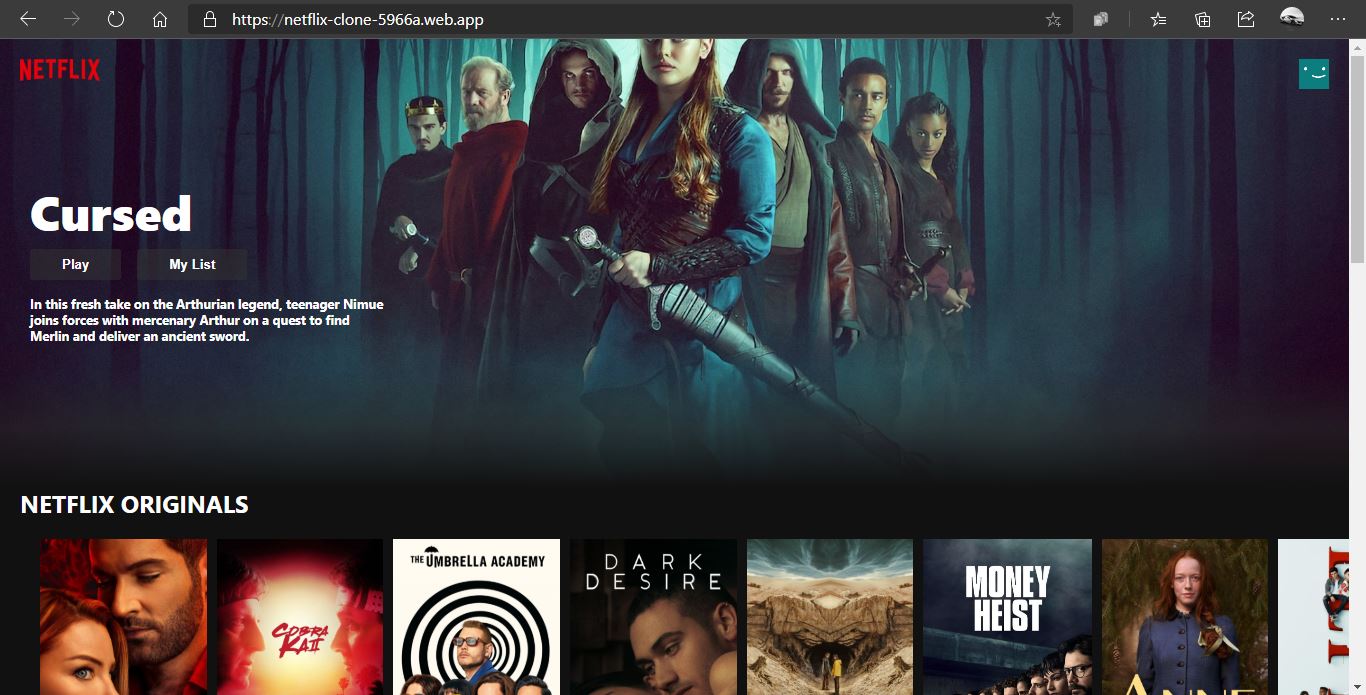 https://netflix-clone-5966a.web.app
NETFLIX
Cursed
Play
My List
In this fresh take on the Arthurian legend, teenager Nimue
joins forces with mercenary Arthur on a quest to find
Merlin and deliver an ancient sword.
NETFLIX ORIGINALS
COBRA
KAI
THE UMBRELLA ACADEMY
DARK
DESIRE
MONEY
HEIST
ANNE